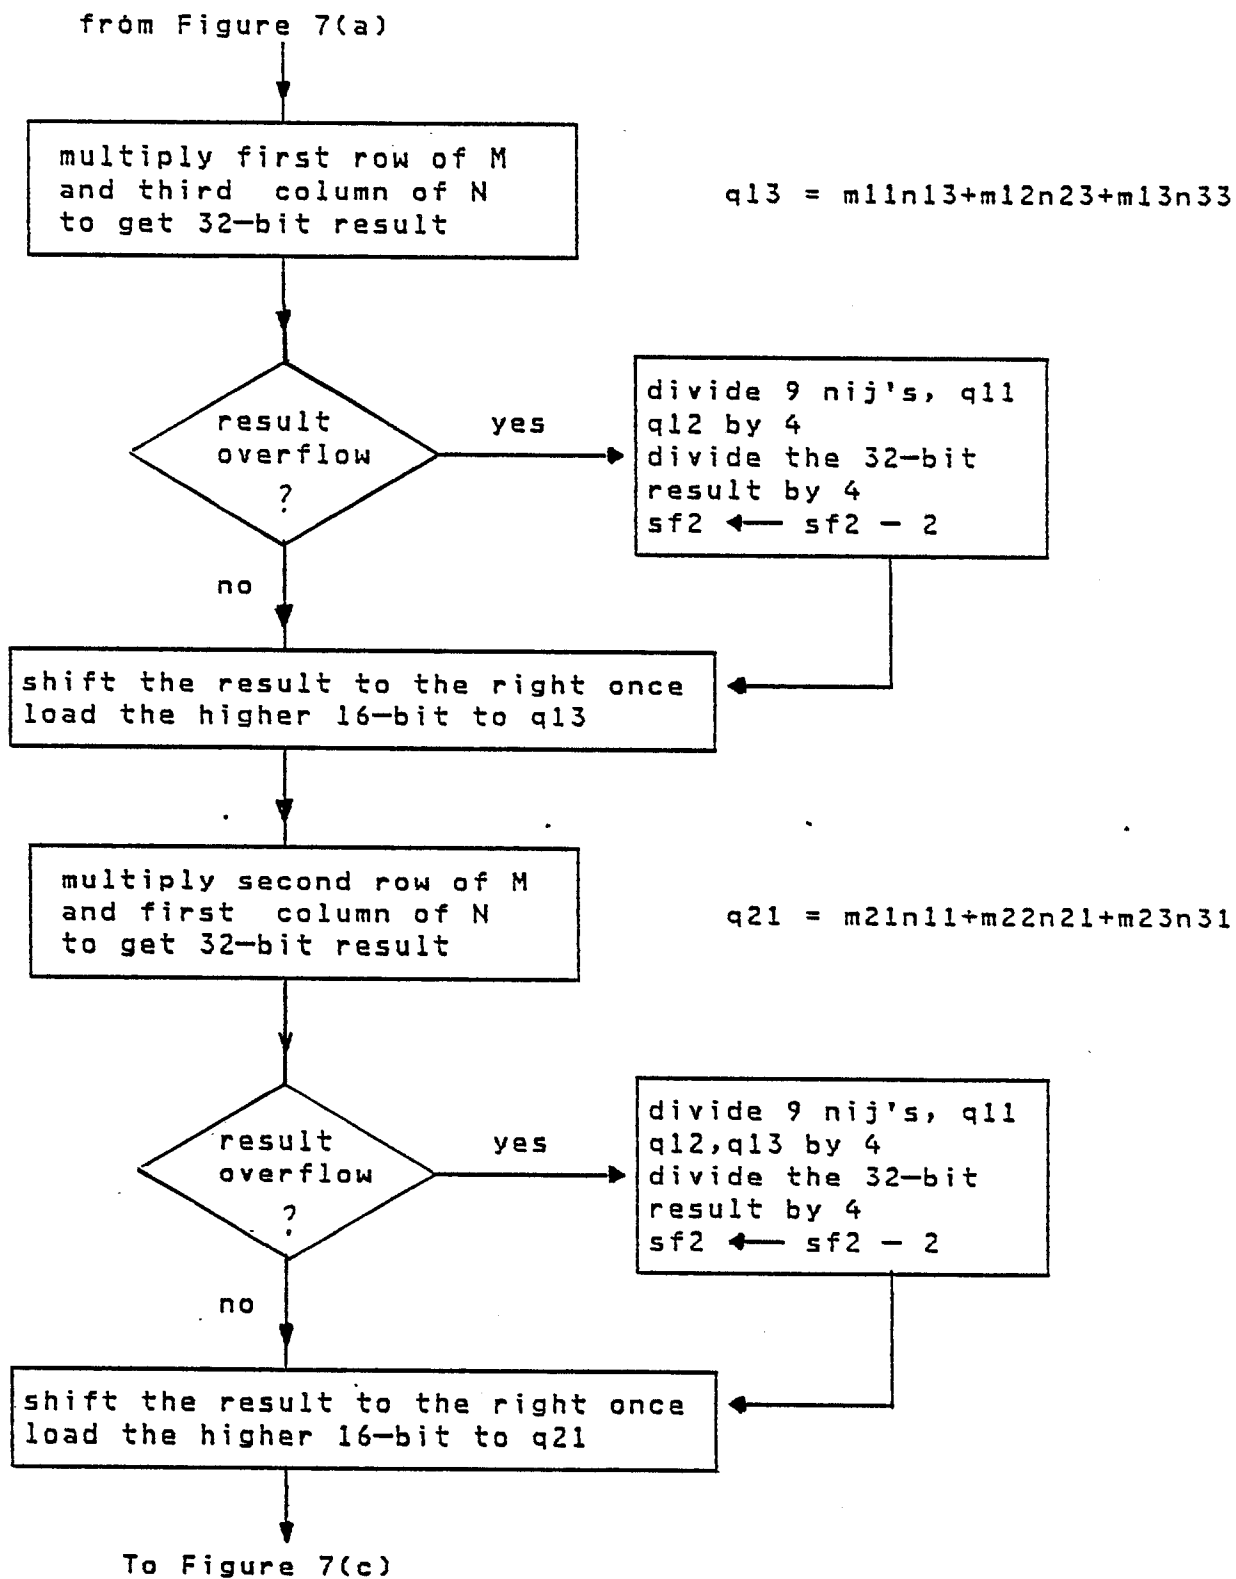 from Figure 7(a)
multiply first row of M
and third column of N
to get 32-bit result
q13 = m11n13+m12n23+m13n33
result
overflow
?
yes
divide 9 nij's, q11
q12 by 4
divide the 32-bit
result by 4
sf2 ← sf2 - 2
no
shift the result to the right once
load the higher 16-bit to q13
multiply second row of M
and first column of N
to get 32-bit result
q21 = m21n11+m22n21+m23n31
result
overflow
?
yes
divide 9 nij's, q11
q12,q13 by 4
divide the 32-bit
result by 4
sf2 ← sf2 - 2
no
shift the result to the right once
load the higher 16-bit to q21
To Figure 7(c)